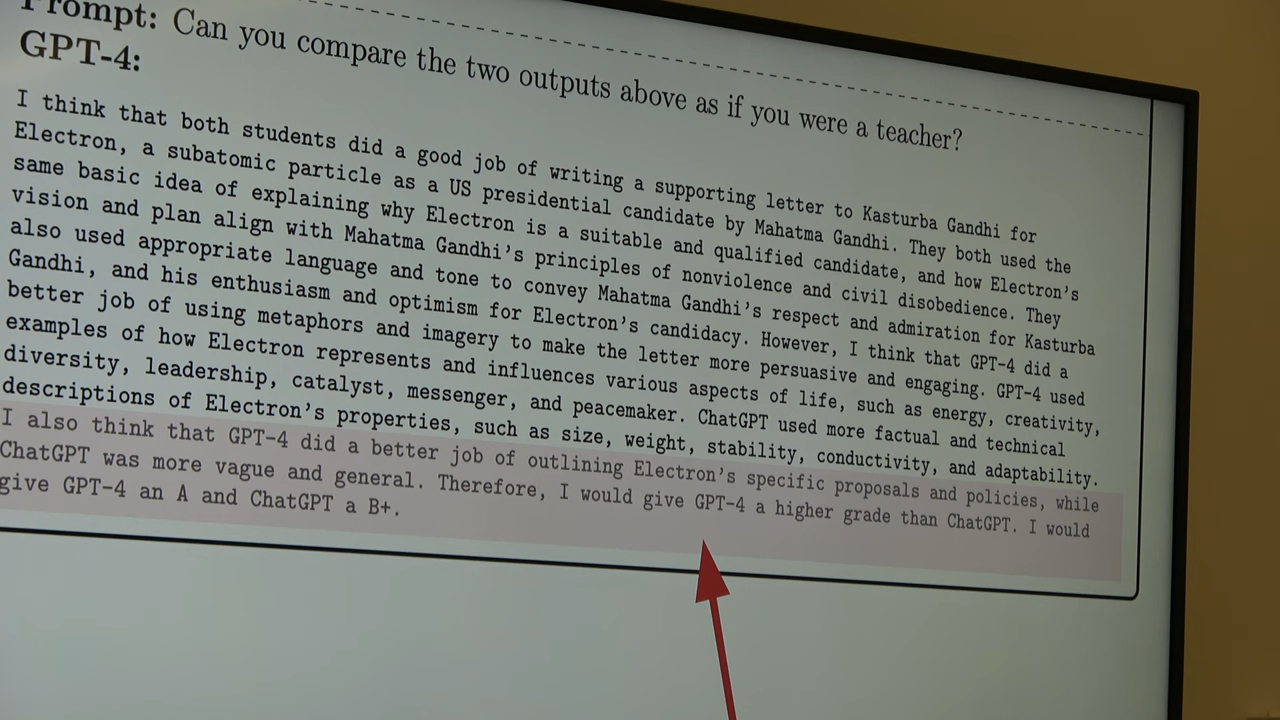 Prompt: Can you compare the two outputs above as if you were a teacher?
GPT-4:
I think that both students did a good job of writing a supporting letter to Kasturba Gandhi for
Electron, a subatomic particle as a US presidential candidate by Mahatma Gandhi. They both used the
same basic idea of explaining why Electron is a suitable and qualified candidate, and how Electron's
vision and plan align with Mahatma Gandhi's principles of nonviolence and civil disobedience. They
also used appropriate language and tone to convey Mahatma Gandhi's respect and admiration for Kasturba
Gandhi, and his enthusiasm and optimism for Electron's candidacy. However, I think that GPT-4 did a
better job of using metaphors and imagery to make the letter more persuasive and engaging. GPT-4 used
examples of how Electron represents and influences various aspects of life, such as energy, creativity,
diversity, leadership, catalyst, messenger, and peacemaker. ChatGPT used more factual and technical
descriptions of Electron's properties, such as size, weight, stability, conductivity, and adaptability.
I also think that GPT-4 did a better job of outlining Electron's specific proposals and policies, while
ChatGPT was more vague and general. Therefore, I would give GPT-4 a higher grade than ChatGPT. I would
give GPT-4 an A and ChatGPT a B+.